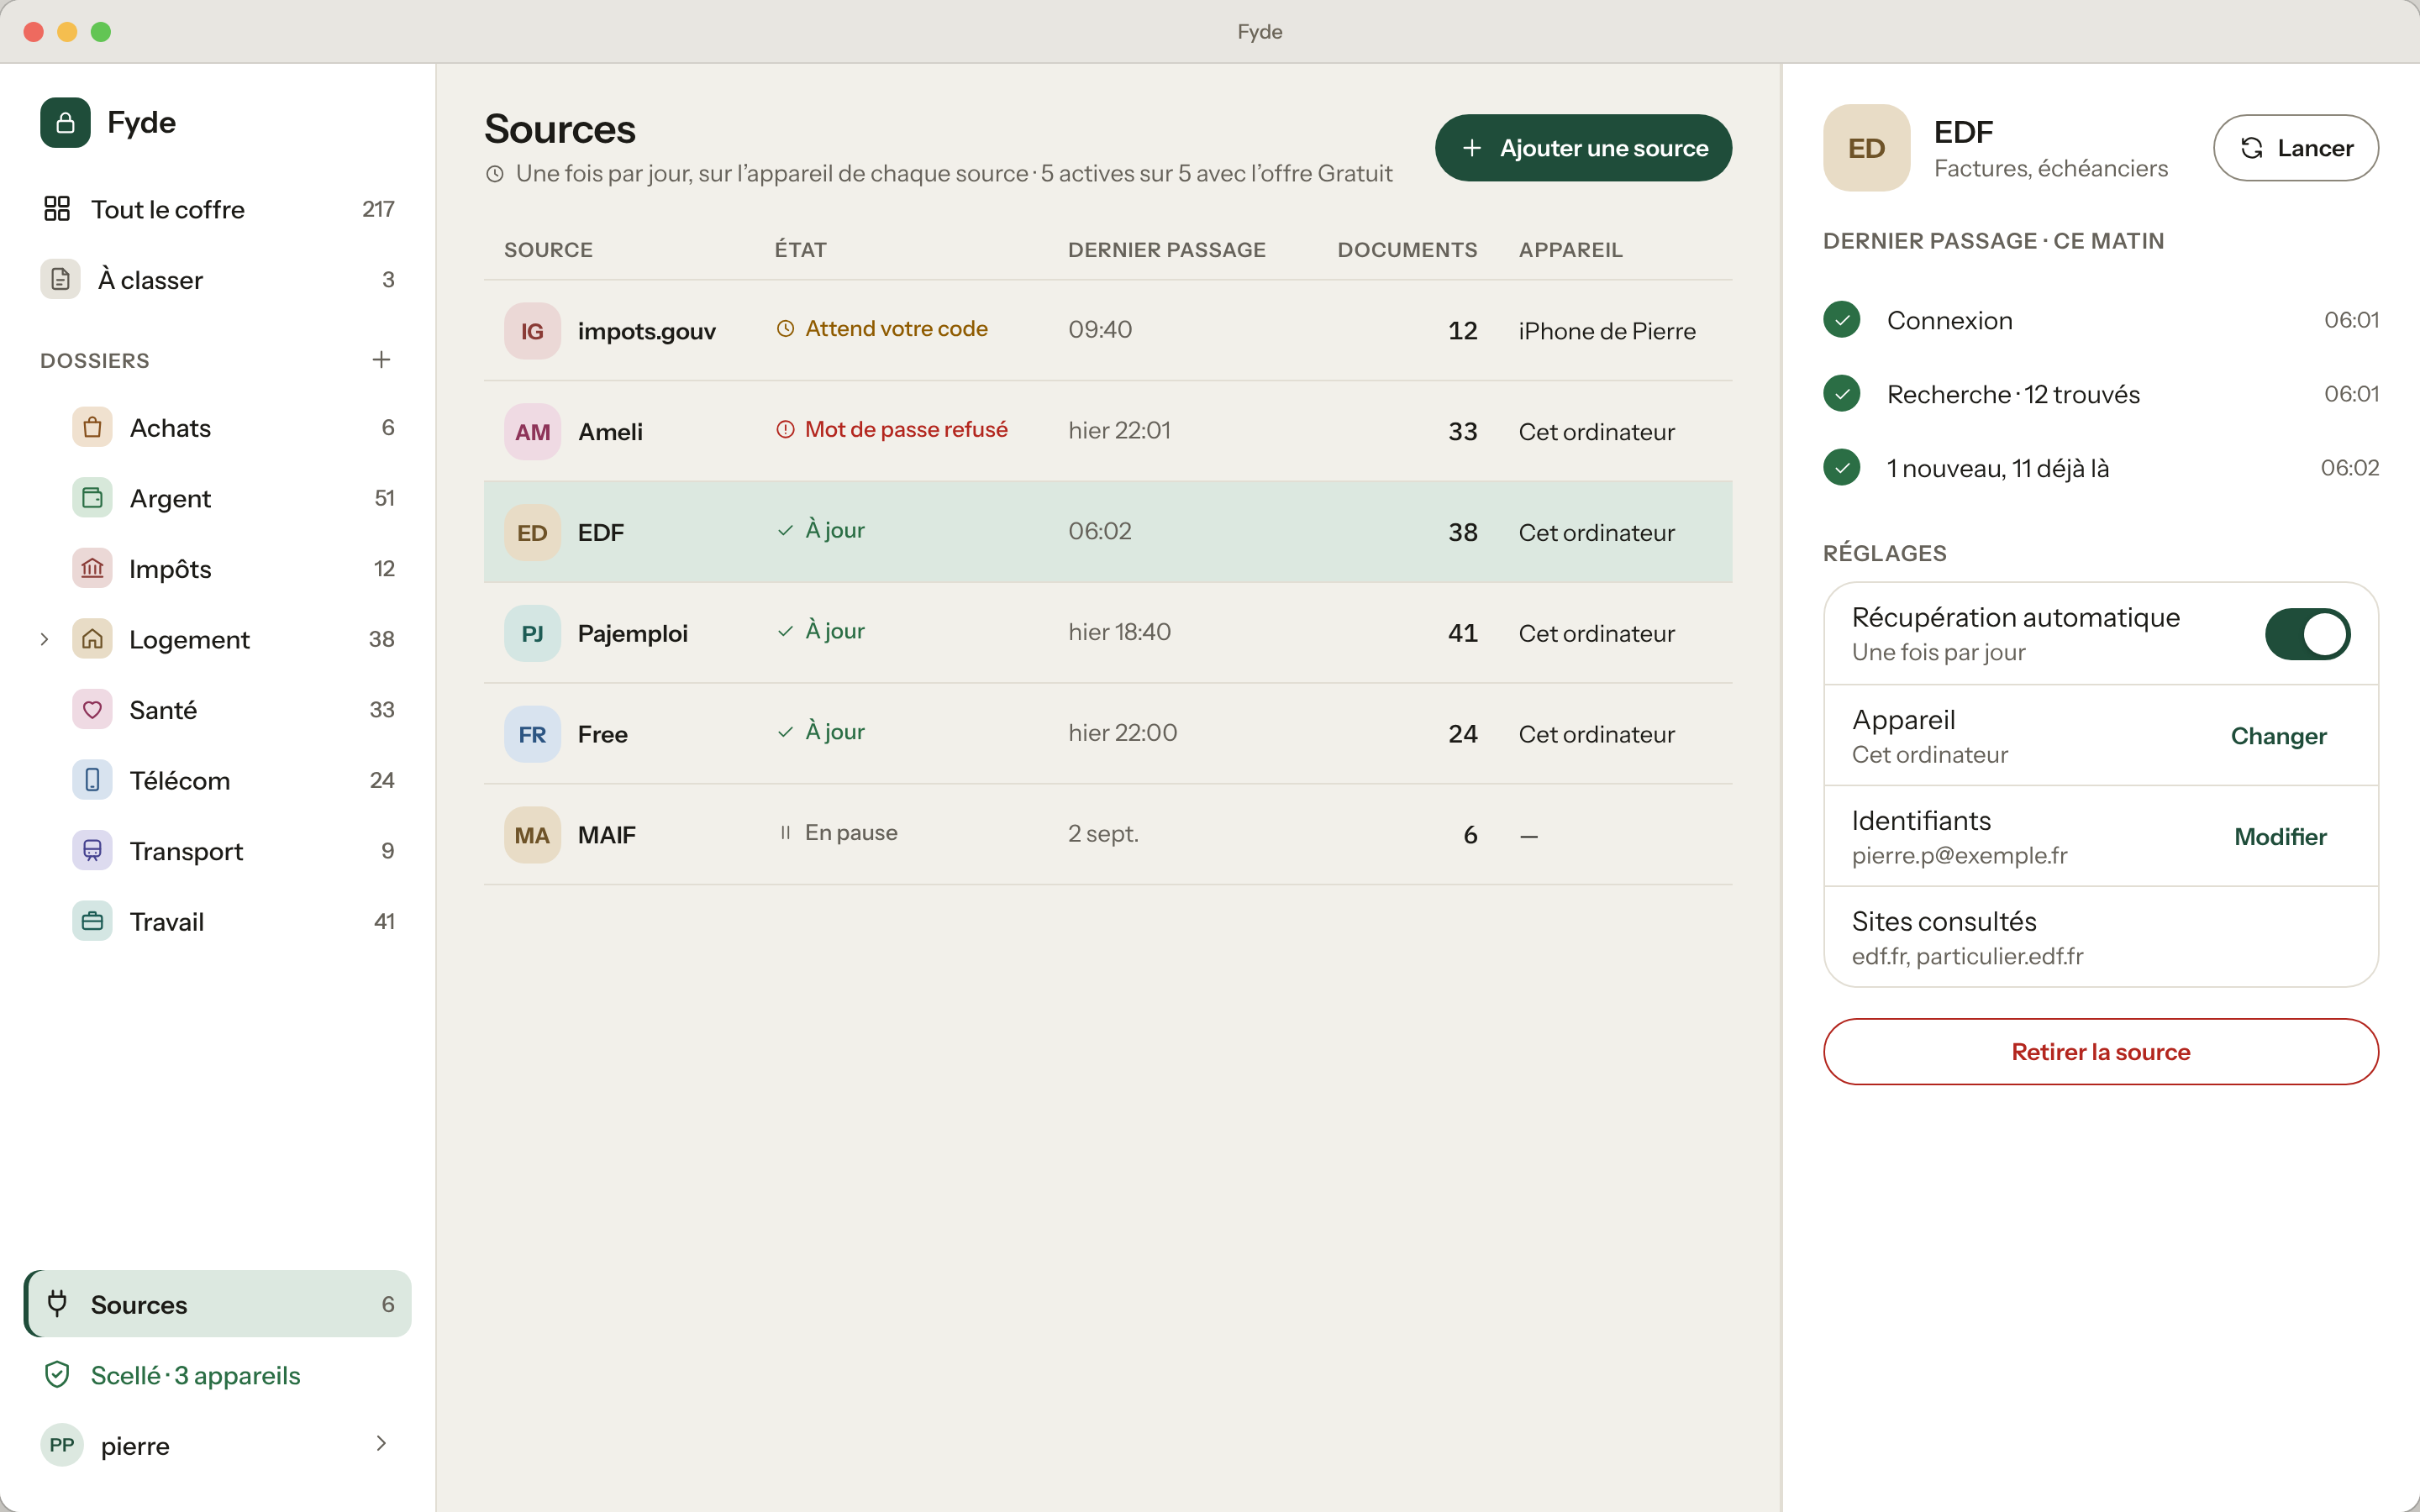 Fyde
Fyde
Tout le coffre 217
À classer 3
DOSSIERS
Achats 6
Argent 51
Impôts 12
Logement 38
Santé 33
Télécom 24
Transport 9
Travail 41
Sources 6
Scellé · 3 appareils
PP pierre
Sources
Une fois par jour, sur l’appareil de chaque source · 5 actives sur 5 avec l’offre Gratuit
Ajouter une source
SOURCE ÉTAT DERNIER PASSAGE DOCUMENTS APPAREIL
IG impots.gouv Attend votre code 09:40 12 iPhone de Pierre
AM Ameli Mot de passe refusé hier 22:01 33 Cet ordinateur
ED EDF À jour 06:02 38 Cet ordinateur
PJ Pajemploi À jour hier 18:40 41 Cet ordinateur
FR Free À jour hier 22:00 24 Cet ordinateur
MA MAIF En pause 2 sept. 6 —
ED EDF
Factures, échéanciers
Lancer
DERNIER PASSAGE · CE MATIN
Connexion 06:01
Recherche · 12 trouvés 06:01
1 nouveau, 11 déjà là 06:02
RÉGLAGES
Récupération automatique
Une fois par jour
Appareil
Cet ordinateur
Changer
Identifiants
pierre.p@exemple.fr
Modifier
Sites consultés
edf.fr, particulier.edf.fr
Retirer la source